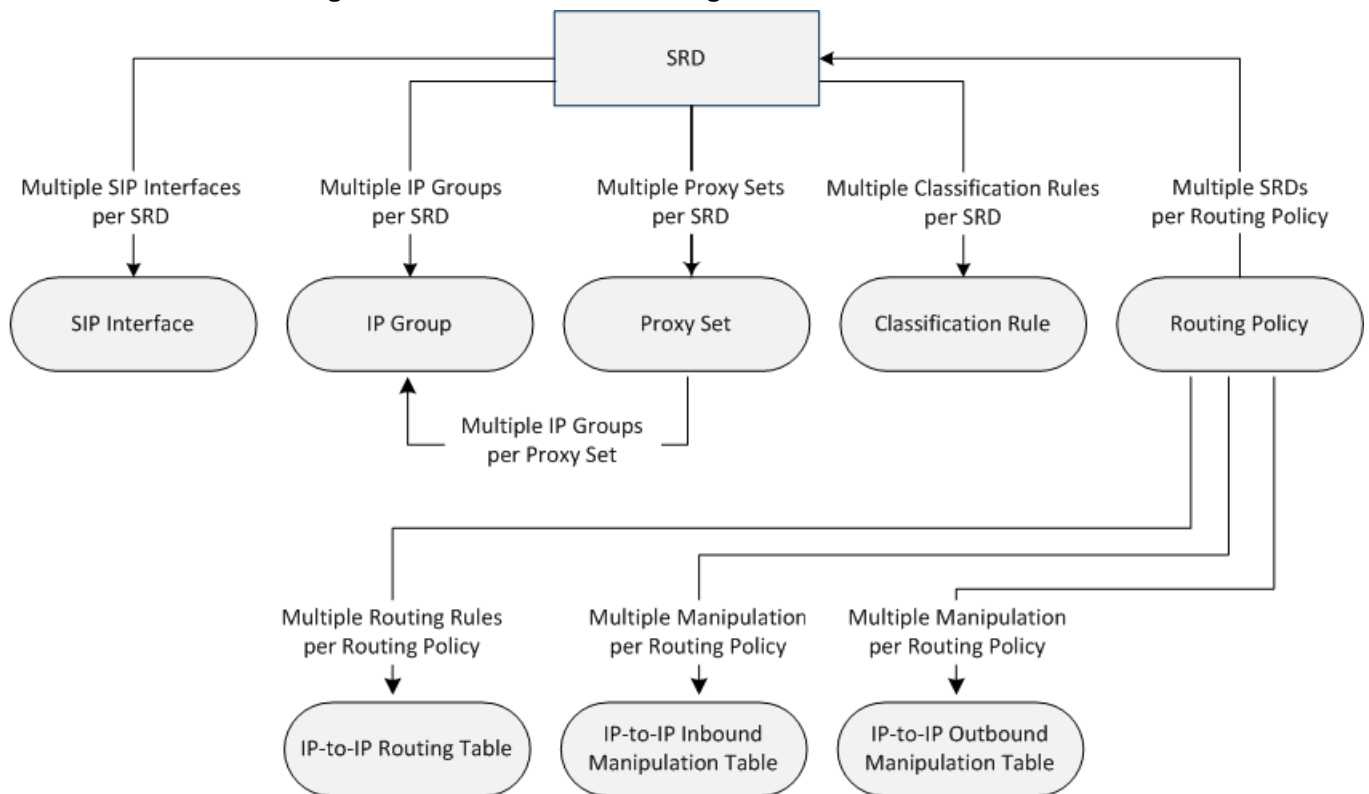 SRD
Multiple SIP Interfaces
per SRD
Multiple IP Groups
per SRD
Multiple Proxy Sets
per SRD
Multiple Classification Rules
per SRD
Multiple SRDs
per Routing Policy
SIP Interface
IP Group
Proxy Set
Classification Rule
Routing Policy
Multiple IP Groups
per Proxy Set
Multiple Routing Rules
per Routing Policy
Multiple Manipulation
per Routing Policy
Multiple Manipulation
per Routing Policy
IP-to-IP Routing Table
IP-to-IP Inbound
Manipulation Table
IP-to-IP Outbound
Manipulation Table